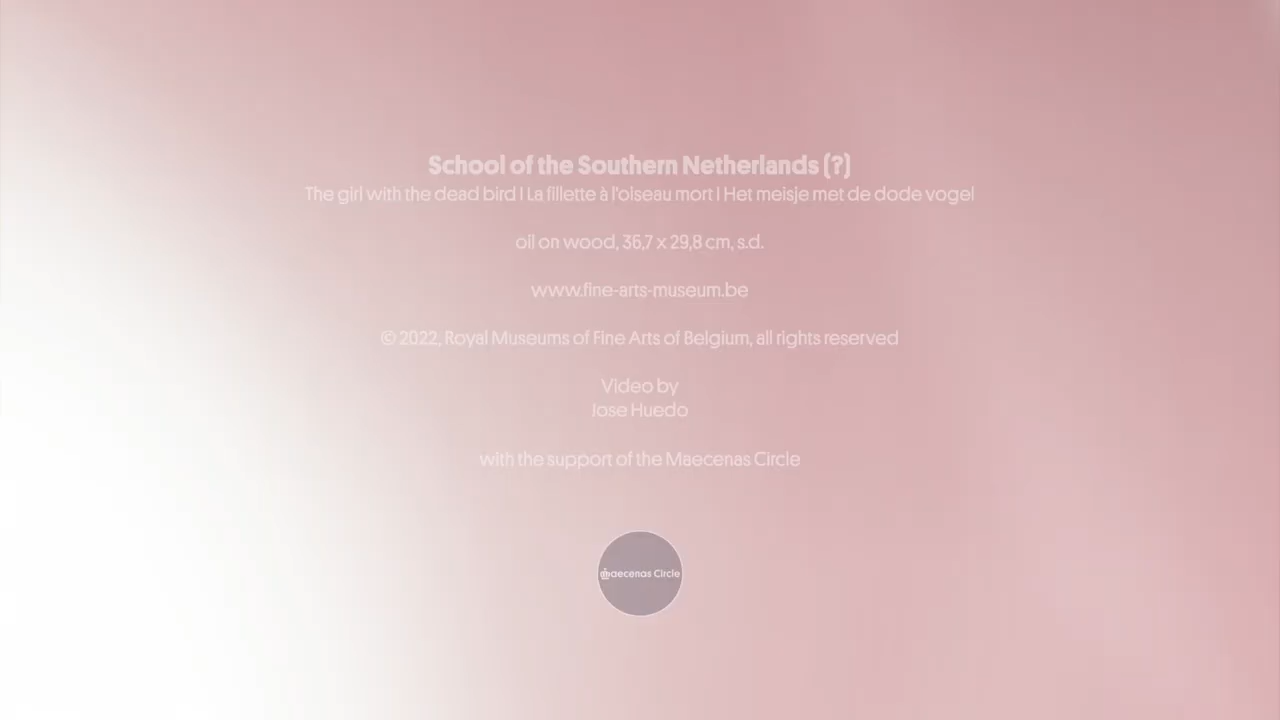 School of the Southern Netherlands (?)
The girl with the dead bird I La fillette à l'oiseau mort I Het meisje met de dode vogel
oil on wood, 36,7 x 29,8 cm, s.d.
www.fine-arts-museum.be
© 2022, Royal Museums of Fine Arts of Belgium, all rights reserved
Video by
Jose Huedo
with the support of the Maecenas Circle
maecenas Circle